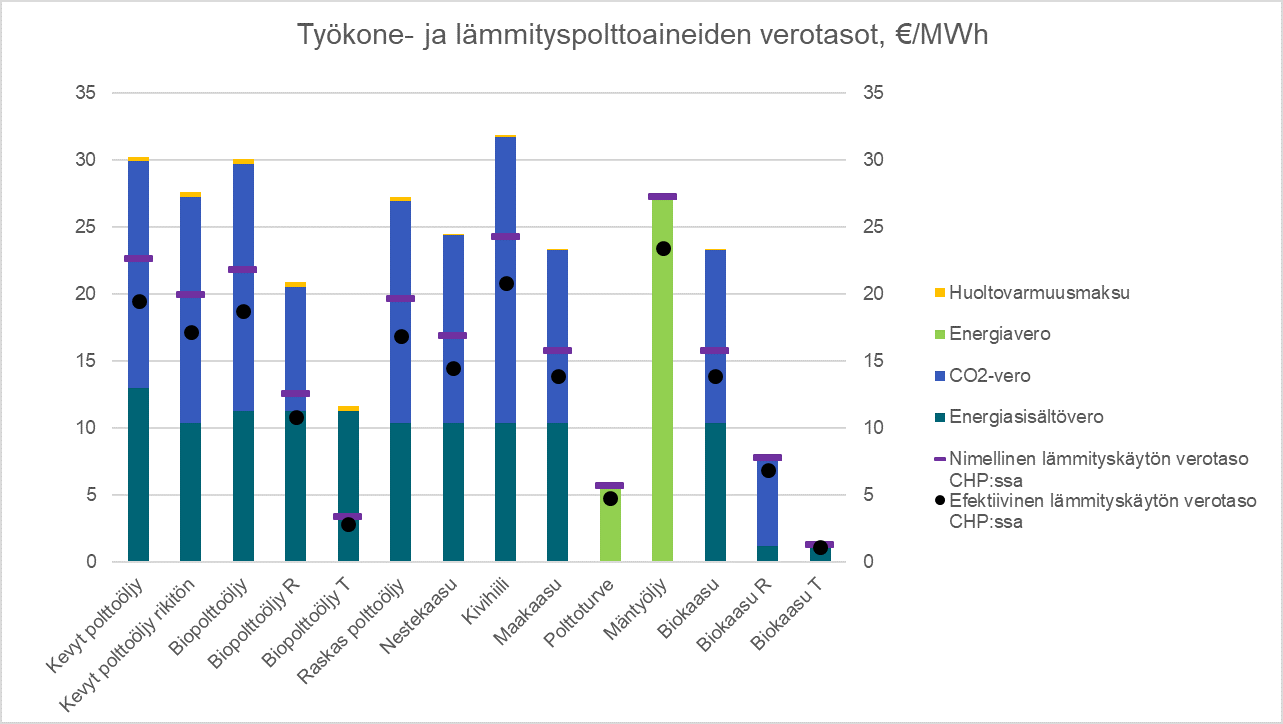 Työkone- ja lämmityspolttoaineiden verotasot, €/MWh
35
30
25
20
15
10
5
0
35
30
25
20
15
10
5
0
Kevyt polttoöljy
Kevyt polttoöljy rikitön
Biopolttoöljy
Biopolttoöljy R
Biopolttoöljy T
Raskas polttoöljy
Nestekaasu
Kivihiili
Maakaasu
Polttoturve
Mäntyöljy
Biokaasu
Biokaasu R
Biokaasu T
Huoltovarmuusmaksu
Energiavero
CO2-vero
Energiasisältövero
Nimellinen lämmityskäytön verotaso
CHP:ssa
Efektiivinen lämmityskäytön verotaso
CHP:ssa